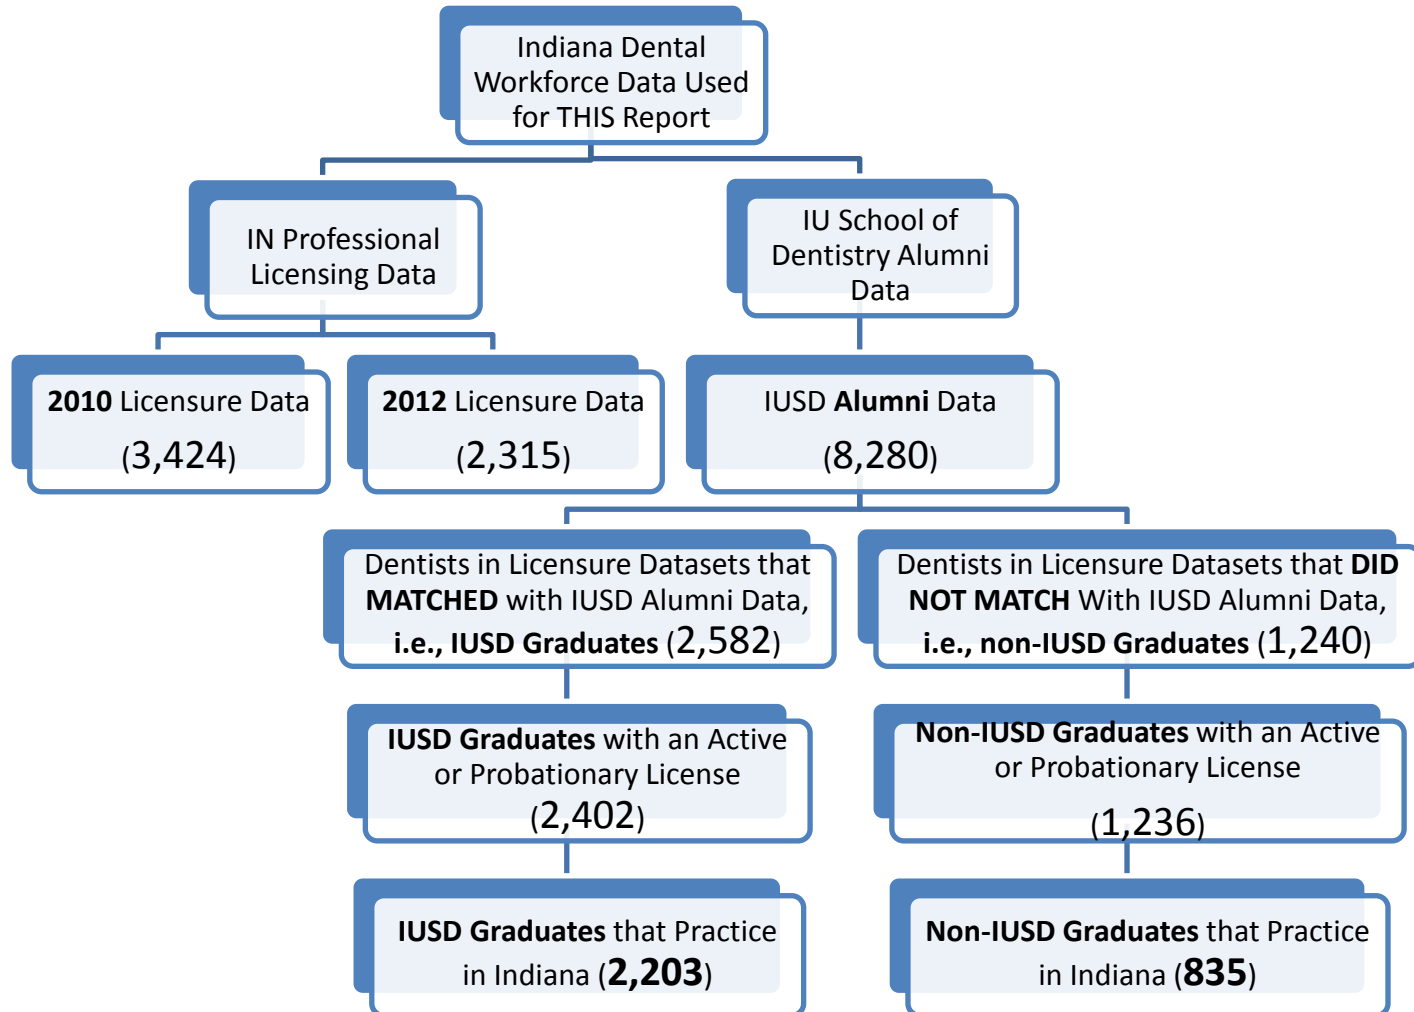 Indiana Dental
Workforce Data Used
for THIS Report
IN Professional
Licensing Data
IU School of
Dentistry Alumni
Data
2010 Licensure Data
(3,424)
2012 Licensure Data
(2,315)
IUSD Alumni Data
(8,280)
Dentists in Licensure Datasets that
MATCHED with IUSD Alumni Data,
i.e., IUSD Graduates (2,582)
Dentists in Licensure Datasets that DID
NOT MATCH With IUSD Alumni Data,
i.e., non-IUSD Graduates (1,240)
IUSD Graduates with an Active
or Probationary License
(2,402)
Non-IUSD Graduates with an Active
or Probationary License
(1,236)
IUSD Graduates that Practice
in Indiana (2,203)
Non-IUSD Graduates that Practice
in Indiana (835)